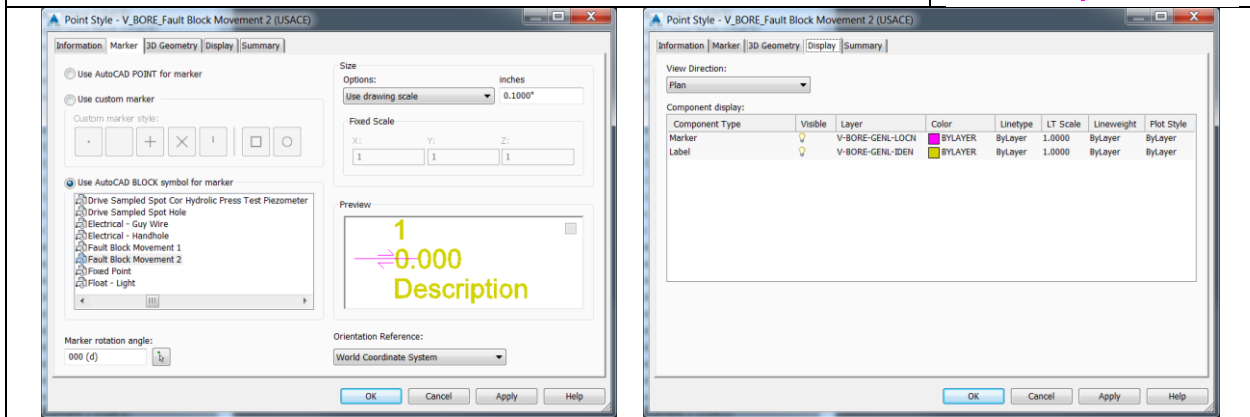 Point Style - V_BORE_Fault Block Movement 2 (USACE)
Information Marker 3D Geometry Display Summary
Use AutoCAD POINT for marker
Use custom marker
Custom marker style:
Use AutoCAD BLOCK symbol for marker
Drive Sampled Spot Cor Hydrolic Press Test Piezometer
Drive Sampled Spot Hole
Electrical - Guy Wire
Electrical - Handhole
Fault Block Movement 1
Fault Block Movement 2
Fixed Point
Float - Light
Marker rotation angle:
000 (d)
Size
Options: inches
Use drawing scale 0.1000"
Fixed Scale
X: Y: Z:
1 1 1
Preview
1
0.000
Description
Orientation Reference:
World Coordinate System
OK Cancel Apply Help
Point Style - V_BORE_Fault Block Movement 2 (USACE)
Information Marker 3D Geometry Display Summary
View Direction:
Plan
Component display:
Component Type Visible Layer Color Linetype LT Scale Lineweight Plot Style
Marker V-BORE-GENL-LOCN BYLAYER ByLayer 1.0000 ByLayer ByLayer
Label V-BORE-GENL-IDEN BYLAYER ByLayer 1.0000 ByLayer ByLayer
OK Cancel Apply Help